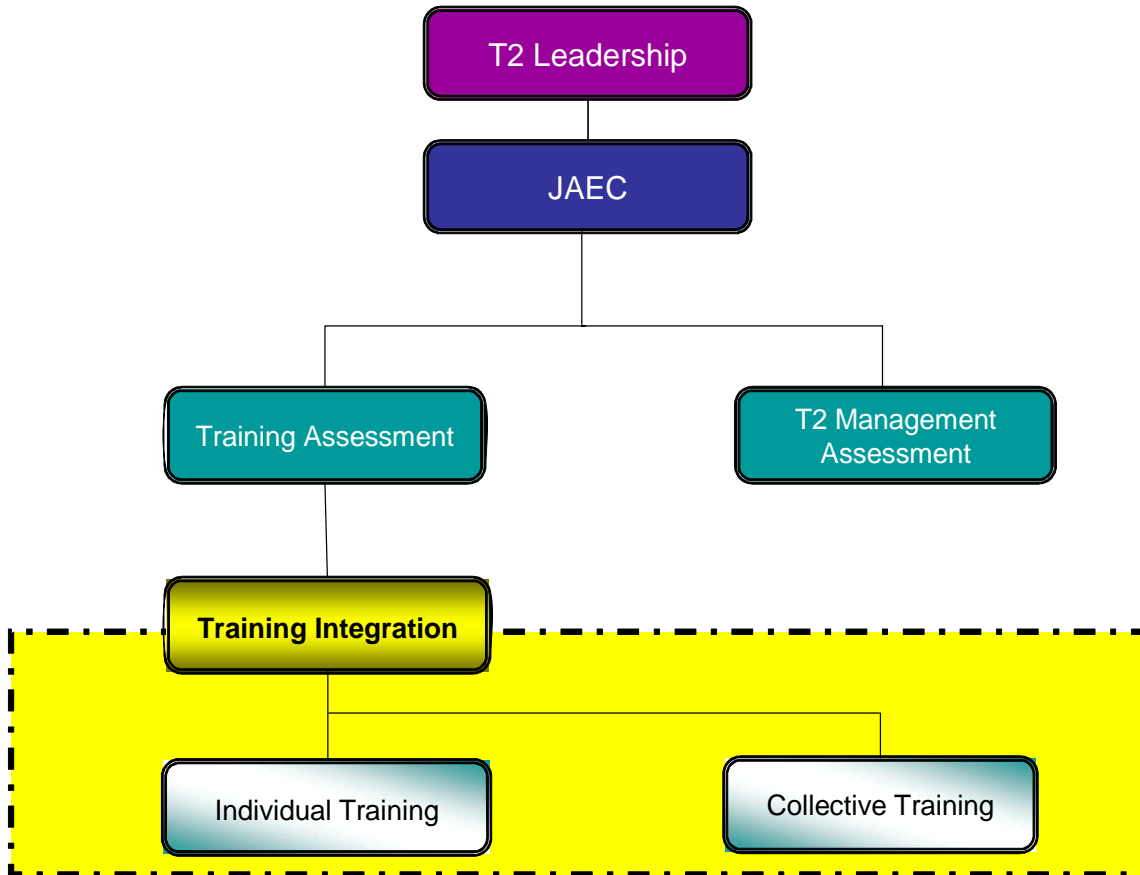 T2 Leadership
JAEC
Training Assessment
T2 Management
Assessment
Training Integration
Individual Training
Collective Training